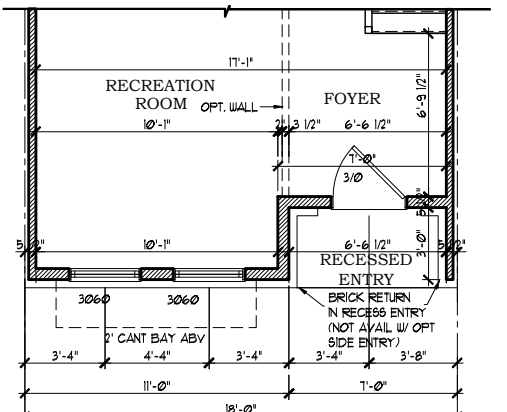 17'-1"
RECREATION
ROOM
OPT. WALL
FOYER
6'-9 1/2"
10'-1"
3 1/2"
6'-6 1/2"
7'-0"
3/0
10'-1"
6'-6 1/2"
3'-0"
RECESSED
ENTRY
3060
3060
BRICK RETURN
IN RECESS ENTRY
(NOT AVAIL W/ OPT
SIDE ENTRY)
2' CANT BAY ABV
3'-4"
4'-4"
3'-4"
3'-4"
3'-8"
11'-0"
7'-0"
18'-0"